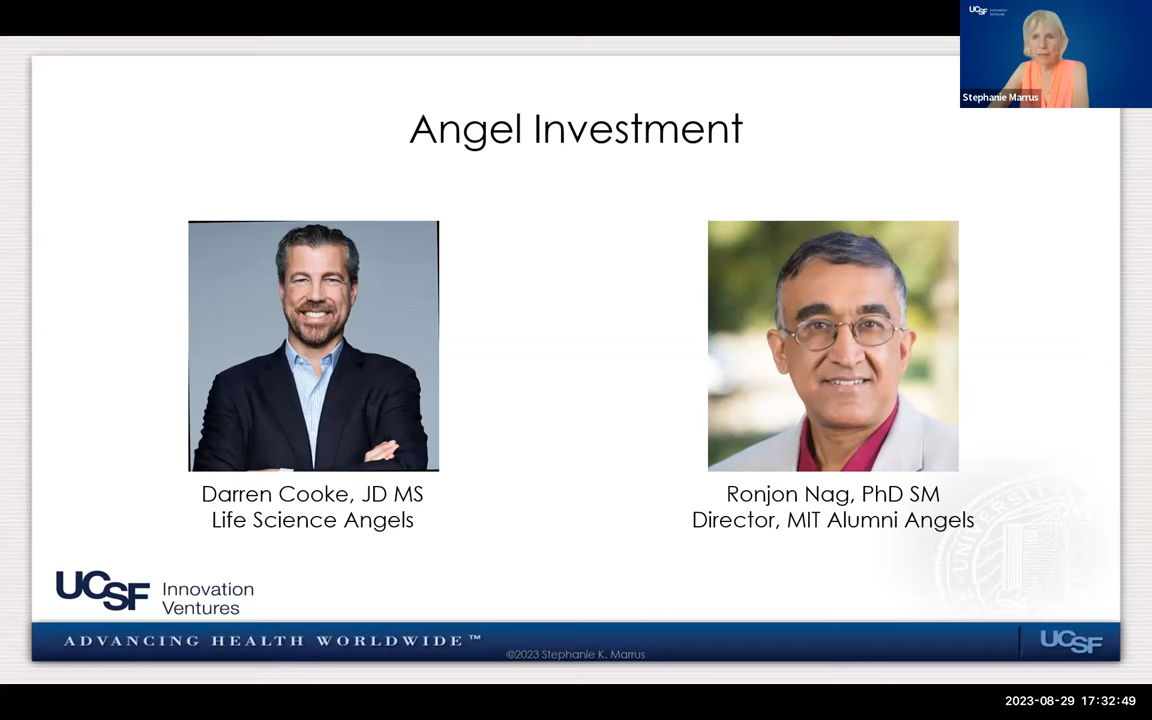 UCSF Innovation
Ventures
Stephanie Marrus
Angel Investment
Darren Cooke, JD MS
Life Science Angels
Ronjon Nag, PhD SM
Director, MIT Alumni Angels
UCSF Innovation
Ventures
ADVANCING HEALTH WORLDWIDE™
UCSF
©2023 Stephanie K. Marrus
2023-08-29 17:32:49